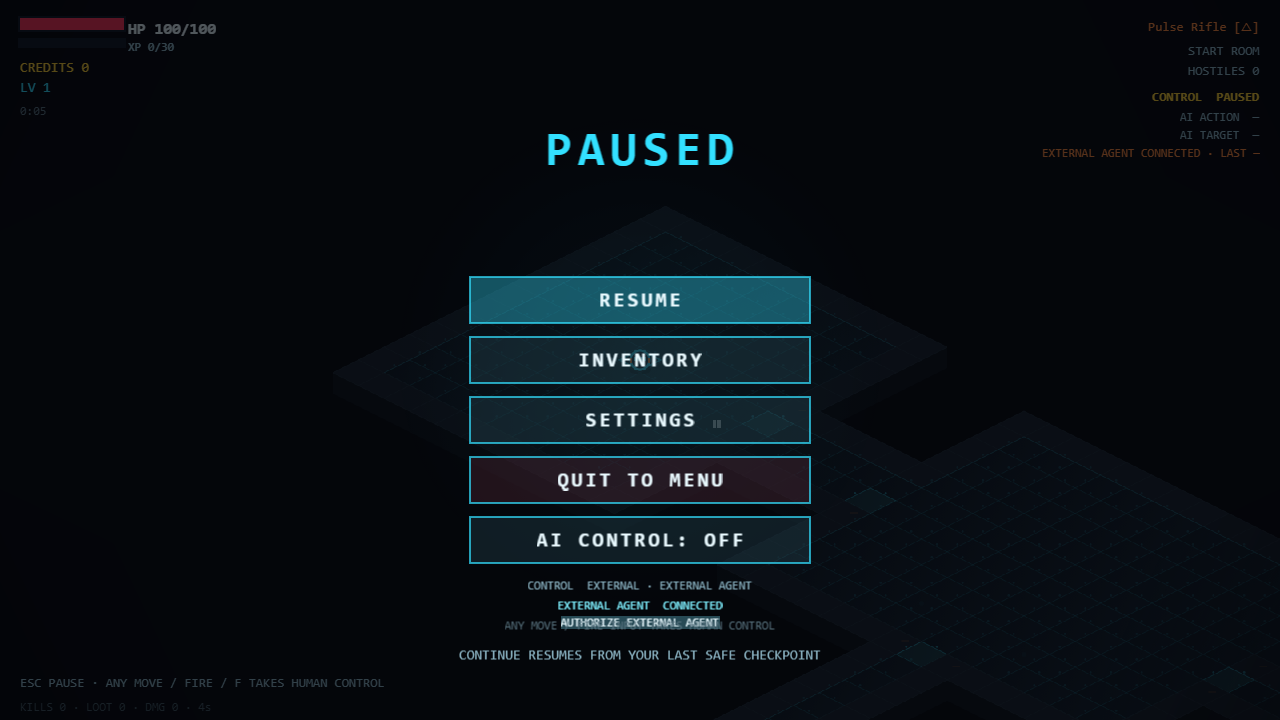 HP 100/100
XP 0/30
CREDITS 0
LV 1
0:05
Pulse Rifle [△]
START ROOM
HOSTILES 0
CONTROL PAUSED
AI ACTION —
AI TARGET —
EXTERNAL AGENT CONNECTED · LAST —
PAUSED
RESUME
INVENTORY
SETTINGS
QUIT TO MENU
AI CONTROL: OFF
CONTROL EXTERNAL · EXTERNAL AGENT
EXTERNAL AGENT CONNECTED
AUTHORIZE EXTERNAL AGENT
ANY MOVE CONTROL
CONTINUE RESUMES FROM YOUR LAST SAFE CHECKPOINT
ESC PAUSE · ANY MOVE / FIRE / F TAKES HUMAN CONTROL
KILLS 0 · LOOT 0 · DMG 0 · 4s